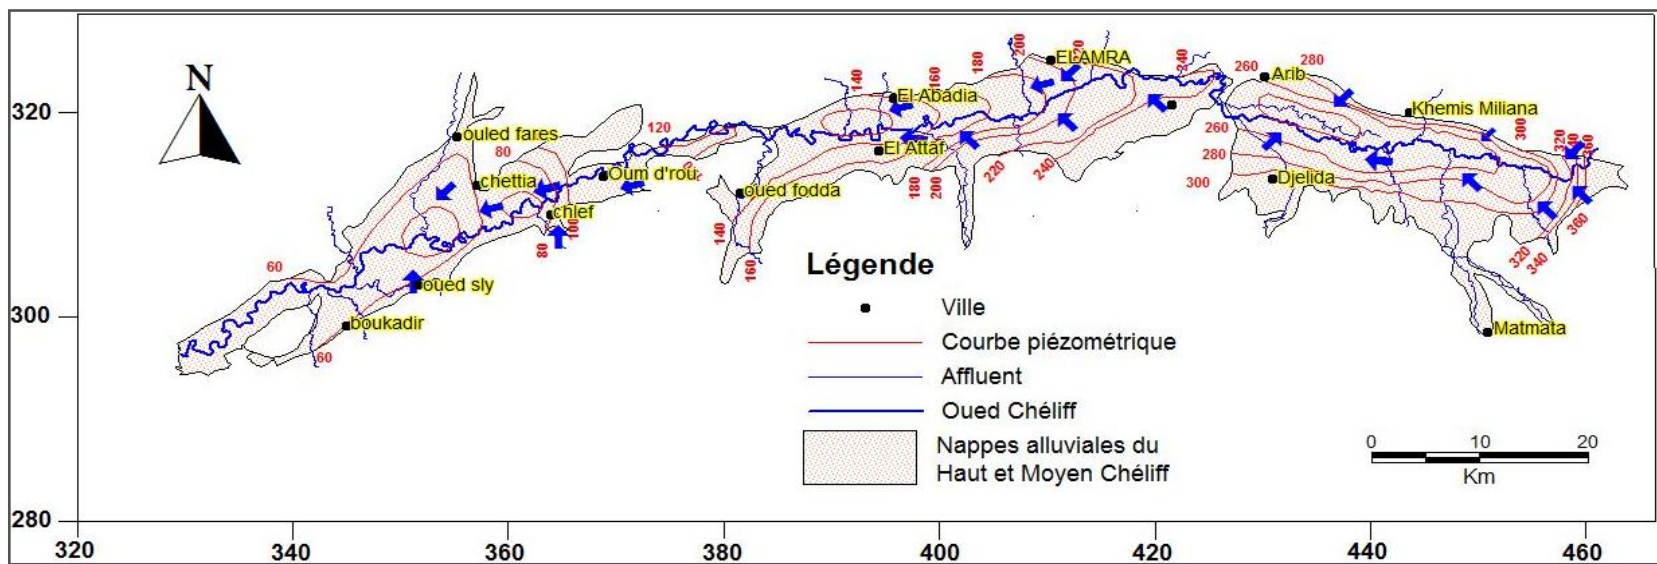 N
320
300
280
320
340
360
380
400
420
440
460
140
160
180
200
220
240
260
280
300
320
340
360
ELAMRA
Arib
El Abadia
Khemis Miliana
ouled fares
120
80
El Attaf
260
280
300
Djelida
chettia
Oum d'rou
oued fodda
chlef
180
200
220
240
80
100
140
160
320
340
360
60
oued sly
boukadir
60
Matmata
Légende
Ville
Courbe piézométrique
Affluent
Oued Chéliff
Nappes alluviales du
Haut et Moyen Chéliff
0 10 20
Km